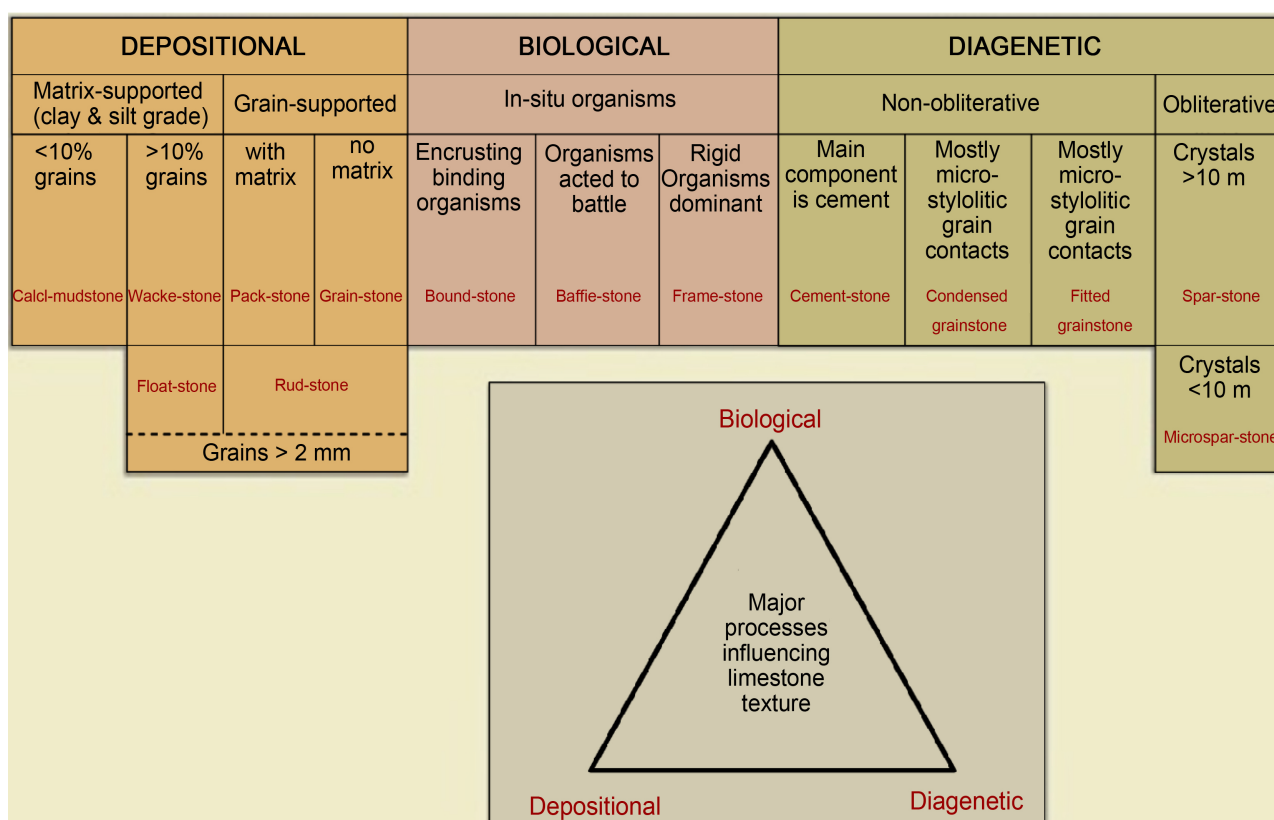 DEPOSITIONAL
BIOLOGICAL
DIAGENETIC
Matrix-supported
(clay & silt grade)
Grain-supported
In-situ organisms
Non-obliterative
Obliterative
<10%
grains
>10%
grains
with
matrix
no
matrix
Encrusting
binding
organisms
Organisms
acted to
battle
Rigid
Organisms
dominant
Main
component
is cement
Mostly
micro-
stylolitic
grain
contacts
Mostly
micro-
stylolitic
grain
contacts
Crystals
>10 m
Calcl-mudstone
Wacke-stone
Pack-stone
Grain-stone
Bound-stone
Baffie-stone
Frame-stone
Cement-stone
Condensed
grainstone
Fitted
grainstone
Spar-stone
Float-stone
Rud-stone
Grains > 2 mm
Crystals
<10 m
Microspar-stone
Biological
Major
processes
influencing
limestone
texture
Depositional
Diagenetic